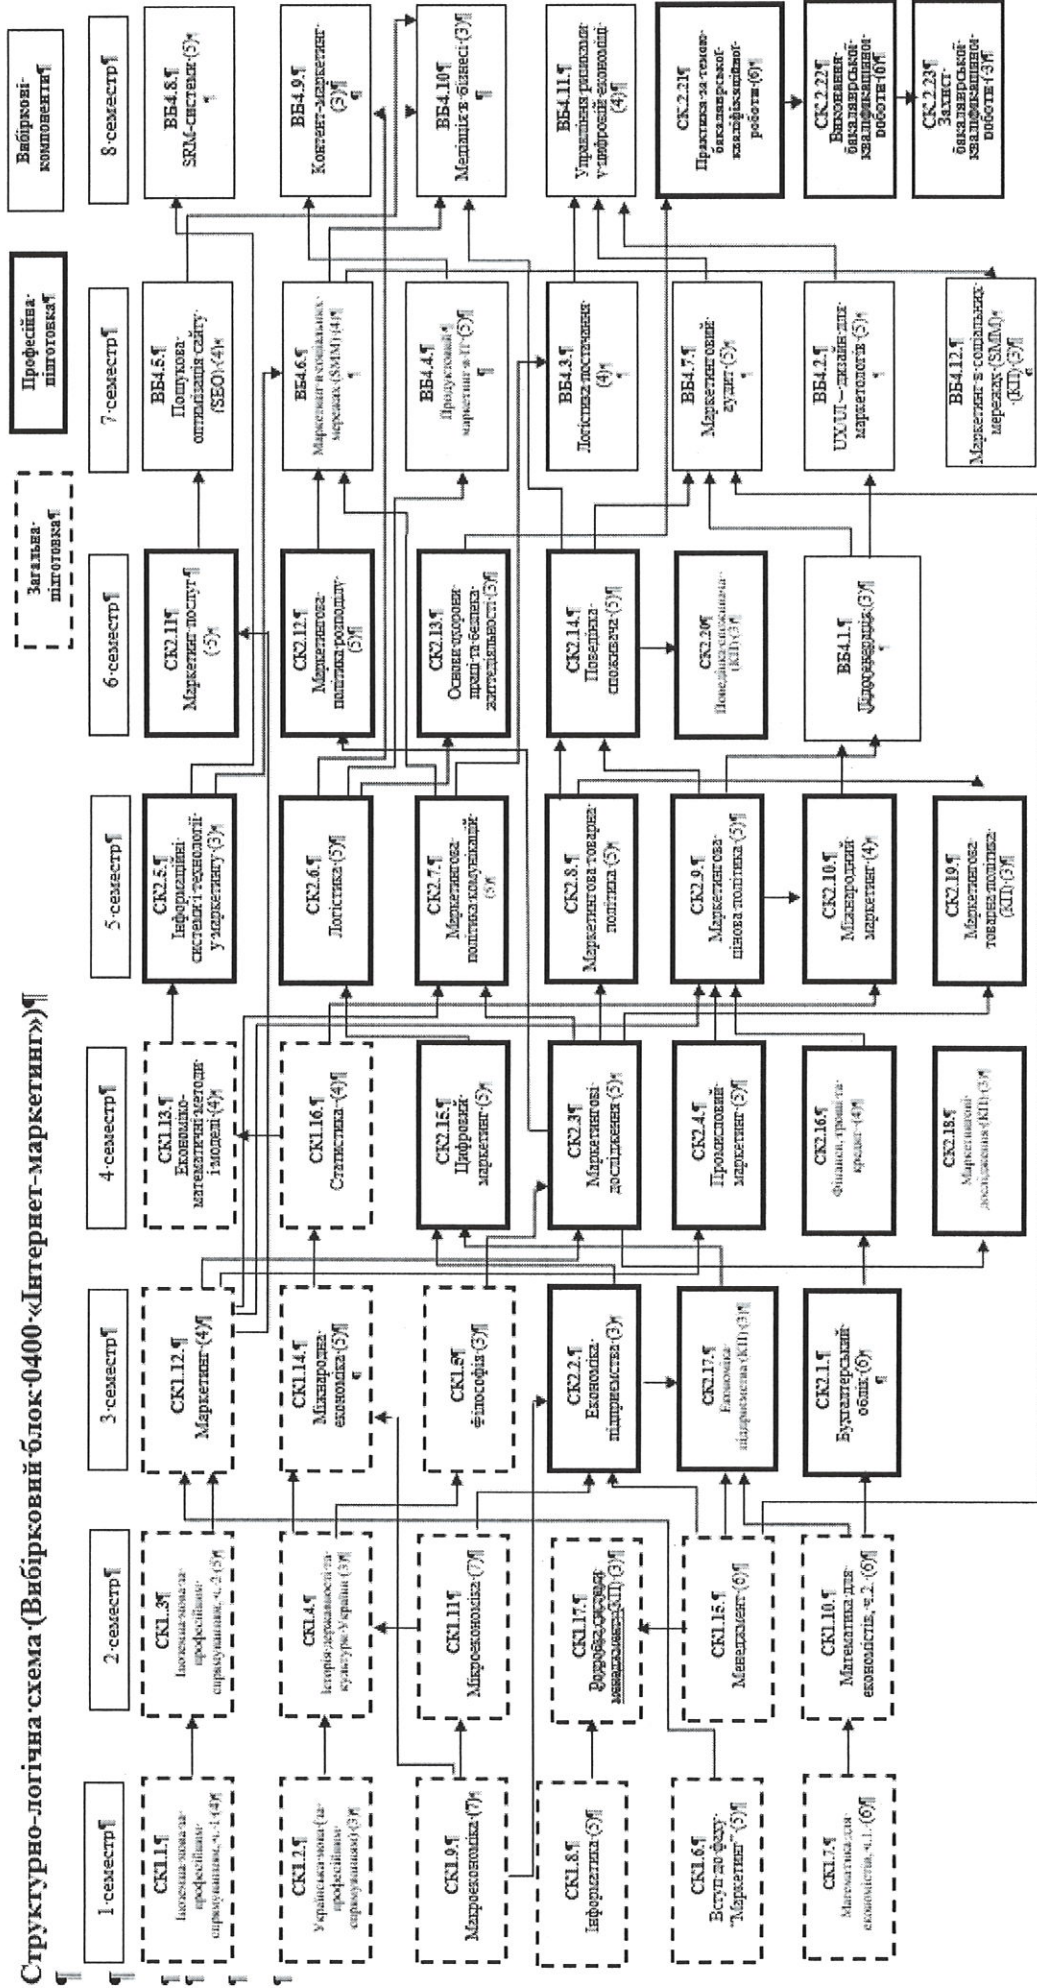 Структурно-логічна·схема·(Вибірковий·блок·0400·«Інтернет-маркетинг»)¶
Загальна·
підготовка¶
Професійна·
підготовка¶
Вибіркові·
компоненти¶
1·семестр¶
2·семестр¶
3·семестр¶
4·семестр¶
5·семестр¶
6·семестр¶
7·семестр¶
8·семестр¶
СК1.1.¶
Іноземна·мова·за·
професійним·
спрямуванням,·ч.·1·(4)¶
СК1.2.¶
Українська·мова·(за·
професійним·
спрямуванням)·(3)¶
СК1.9.¶
Макроекономіка·(7)¶
СК1.8.¶
Інформатика·(5)¶
СК1.6.¶
Вступ·до·фаху·
"Маркетинг"·(5)¶
СК1.7.¶
Математика·для·
економістів,·ч.1.·(6)¶
СК1.3¶
Іноземна·мова·за·
професійним·
спрямуванням,·ч.·2·(5)¶
СК1.4.¶
Історія·державності·та·
культури·України·(3)¶
СК1.11¶
Мікроекономіка·(7)¶
СК1.17.¶
Розробка·системи·
менеджменту·(КП)·(3)¶
СК1.15.¶
Менеджмент·(6)¶
СК1.10.¶
Математика·для·
економістів,·ч.2.·(6)¶
СК1.12.¶
Маркетинг·(4)¶
СК1.14.¶
Міжнародна·
економіка·(5)¶
¶
СК1.5¶
Філософія·(3)¶
СК2.2.¶
Економіка·
підприємства·(3)¶
СК2.17.¶
Економіка·
підприємства·(КП)·(3)¶
СК2.1.¶
Бухгалтерський·
облік·(6)¶
¶
СК1.13.¶
Економіко-
математичні·методи·
і·моделі·(4)¶
СК1.16.¶
Статистика·(4)¶
СК2.15.¶
Цифровий·
маркетинг·(5)¶
СК2.3¶
Маркетингові·
дослідження·(5)¶
СК2.4.¶
Промисловий·
маркетинг·(5)¶
СК2.16.¶
Фінанси,·гроші·та·
кредит·(4)¶
СК2.18.¶
Маркетингові·
дослідження·(КП)·(3)¶
СК2.5.¶
Інформаційні·
системи·і·технології·
у·маркетингу·(3)¶
СК2.6.¶
Логістика·(5)¶
СК2.7.¶
Маркетингова·
політика·комунікацій·
(5)¶
СК2.8.¶
Маркетингова·товарна·
політика·(5)¶
СК2.9.¶
Маркетингова·
цінова·політика·(5)¶
СК2.10.¶
Міжнародний·
маркетинг·(4)¶
СК2.19.¶
Маркетингова·
товарна·політика·
(КП)·(3)¶
СК2.11¶
Маркетинг·послуг¶
(·5)¶
СК2.12.¶
Маркетингова·
політика·розподілу·
(5)¶
СК2.13.¶
Основи·охорони·
праці·та·безпека·
життєдіяльності·(3)¶
СК2.14.¶
Поведінка·
споживача·(5)¶
СК2.20¶
Поведінка·споживача·
(КП)·(3)¶
ВБ4.1.¶
Лідогенерація·(3)¶
¶
ВБ4.5.¶
Пошукова·
оптимізація·сайту·
(SEO)·(4)¶
ВБ4.6.¶
Маркетинг·в·соціальних·
мережах·(SMM)·(4)¶
¶
ВБ4.4.¶
Продуктовий·
маркетинг·в·ІТ·(5)¶
¶
ВБ4.3.¶
Логістика·постачання·
(4)¶
¶
ВБ4.7.¶
Маркетинговий·
аудит·(5)¶
¶
ВБ4.2.¶
UX/UI·–·дизайн·для·
маркетологів·(5)¶
¶
ВБ4.12.¶
Маркетинг·в·соціальних·
мережах·(SMM)·
(КП)·(3)¶
¶
ВБ4.8.¶
SRM-системи·(5)¶
¶
ВБ4.9.¶
Контент-маркетинг·
(3)¶
¶
ВБ4.10¶
Медіація·в·бізнесі·(3)¶
¶
ВБ4.11.¶
Управління·ризиками·
у·цифровій·економіці·
(4)¶
СК.2.21¶
Практика·за·темою·
бакалаврської·
кваліфікаційної·
роботи·(6)¶
СК.2.22¶
Виконання·
бакалаврської·
кваліфікаційної·
роботи·(6)¶
СК.2.23¶
Захист·
бакалаврської·
кваліфікаційної·
роботи·(3)¶